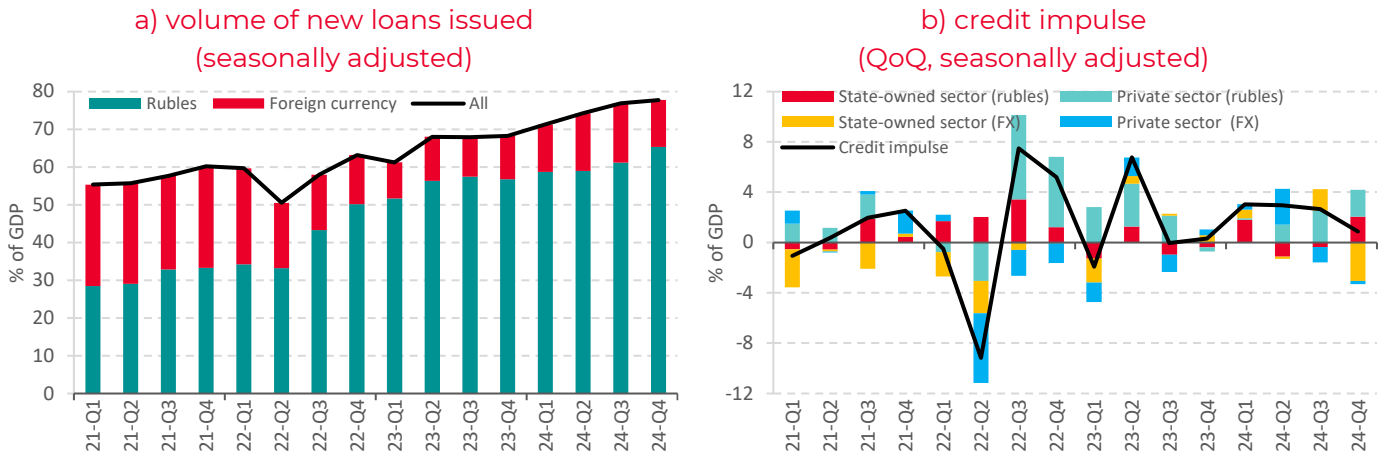 a) volume of new loans issued
(seasonally adjusted)
Rubles Foreign currency All
% of GDP
80
70
60
50
40
30
20
10
0
21-Q1
21-Q2
21-Q3
21-Q4
22-Q1
22-Q2
22-Q3
22-Q4
23-Q1
23-Q2
23-Q3
23-Q4
24-Q1
24-Q2
24-Q3
24-Q4
b) credit impulse
(QoQ, seasonally adjusted)
State-owned sector (rubles) Private sector (rubles)
State-owned sector (FX) Private sector (FX)
Credit impulse
% of GDP
12
8
4
0
-4
-8
-12
21-Q1
21-Q2
21-Q3
21-Q4
22-Q1
22-Q2
22-Q3
22-Q4
23-Q1
23-Q2
23-Q3
23-Q4
24-Q1
24-Q2
24-Q3
24-Q4